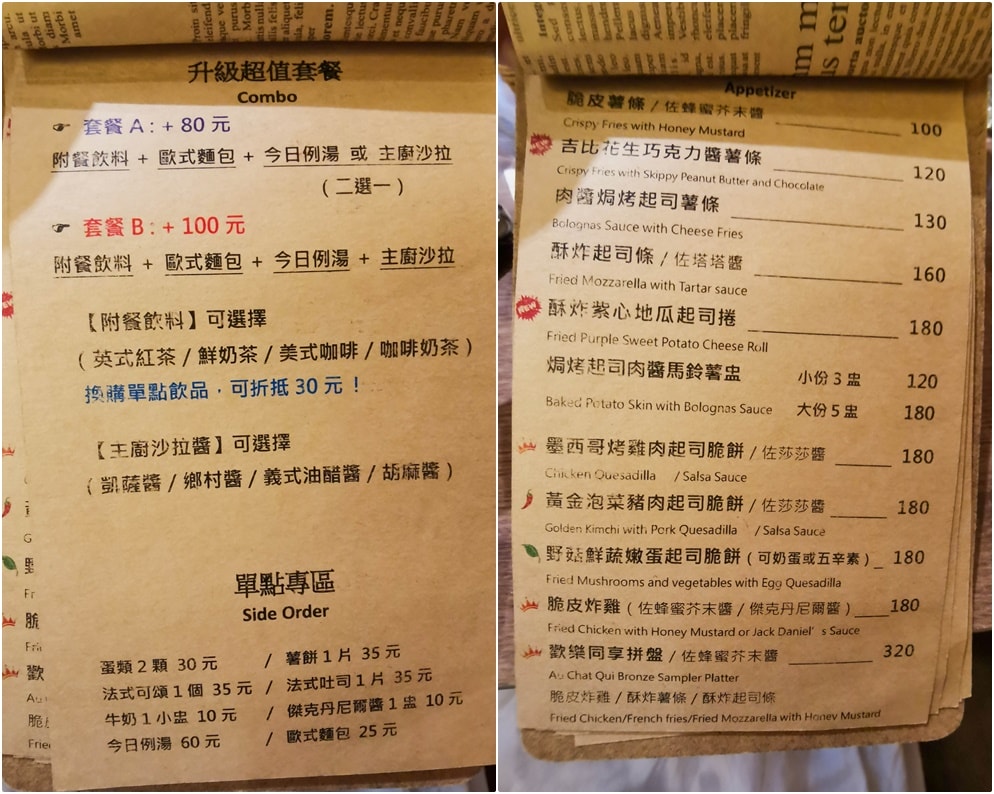 升級超值套餐
Combo
套餐 A：+ 80 元
附餐飲料 + 歐式麵包 + 今日例湯 或 主廚沙拉
（二選一）
套餐 B：+ 100 元
附餐飲料 + 歐式麵包 + 今日例湯 + 主廚沙拉
【附餐飲料】可選擇
（英式紅茶 / 鮮奶茶 / 美式咖啡 / 咖啡奶茶）
換購單點飲品，可折抵 30 元！
【主廚沙拉醬】可選擇
（凱薩醬 / 鄉村醬 / 義式油醋醬 / 胡麻醬）
單點專區
Side Order
蛋類 2 顆 30 元 / 薯餅 1 片 35 元
法式可頌 1 個 35 元 / 法式吐司 1 片 35 元
牛奶 1 小盅 10 元 / 傑克丹尼爾醬 1 盅 10 元
今日例湯 60 元 / 歐式麵包 25 元
Appetizer
脆皮薯條 / 佐蜂蜜芥末醬 100
Crispy Fries with Honey Mustard
NEW 吉比花生巧克力醬薯條 120
Crispy Fries with Skippy Peanut Butter and Chocolate
肉醬焗烤起司薯條 130
Bolognas Sauce with Cheese Fries
酥炸起司條 / 佐塔塔醬 160
Fried Mozzarella with Tartar sauce
NEW 酥炸紫心地瓜起司捲 180
Fried Purple Sweet Potato Cheese Roll
焗烤起司肉醬馬鈴薯盅 小份 3 盅 120
Baked Potato Skin with Bolognas Sauce 大份 5 盅 180
墨西哥烤雞肉起司脆餅 / 佐莎莎醬 180
Chicken Quesadilla / Salsa Sauce
黃金泡菜豬肉起司脆餅 / 佐莎莎醬 180
Golden Kimchi with Pork Quesadilla / Salsa Sauce
野菇鮮蔬嫩蛋起司脆餅（可奶蛋或五辛素） 180
Fried Mushrooms and vegetables with Egg Quesadilla
脆皮炸雞（佐蜂蜜芥末醬 / 傑克丹尼爾醬） 180
Fried Chicken with Honey Mustard or Jack Daniel's Sauce
歡樂同享拼盤 / 佐蜂蜜芥末醬 320
Au Chat Qui Bronze Sampler Platter
脆皮炸雞 / 酥炸薯條 / 酥炸起司條
Fried Chicken/French fries/Fried Mozzarella with Honey Mustard